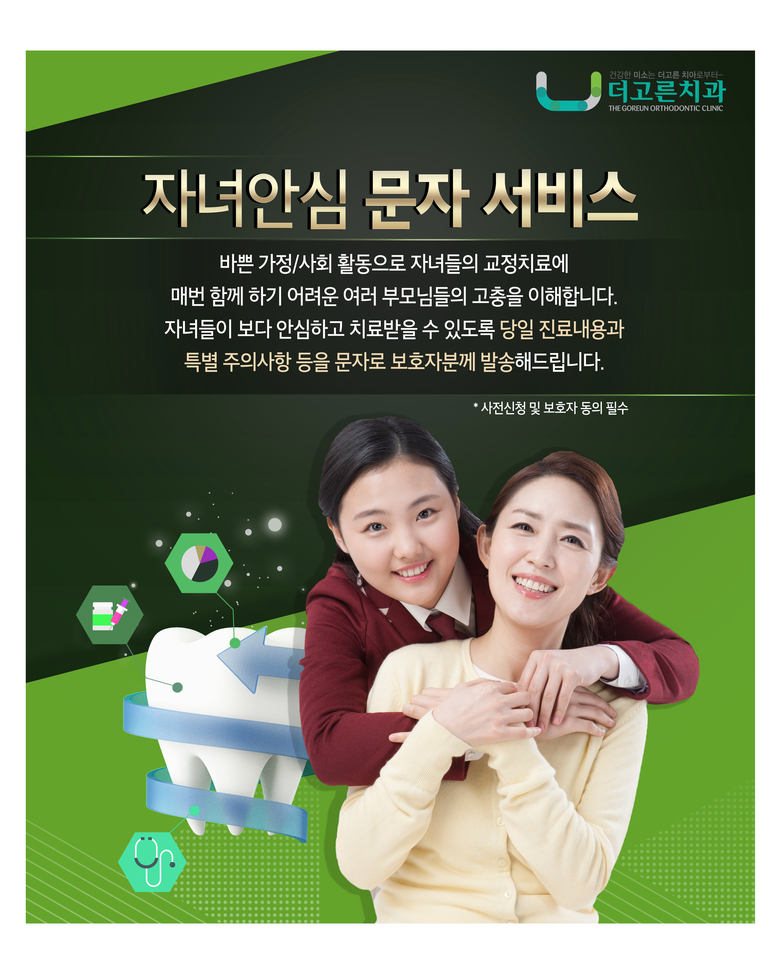 건강한 미소는 더고른 치아로부터~
더고른치과
THE GOREUN ORTHODONTIC CLINIC
자녀안심 문자 서비스
바쁜 가정/사회 활동으로 자녀들의 교정치료에
매번 함께 하기 어려운 여러 부모님들의 고충을 이해합니다.
자녀들이 보다 안심하고 치료받을 수 있도록 당일 진료내용과
특별 주의사항 등을 문자로 보호자분께 발송해드립니다.
* 사전신청 및 보호자 동의 필수